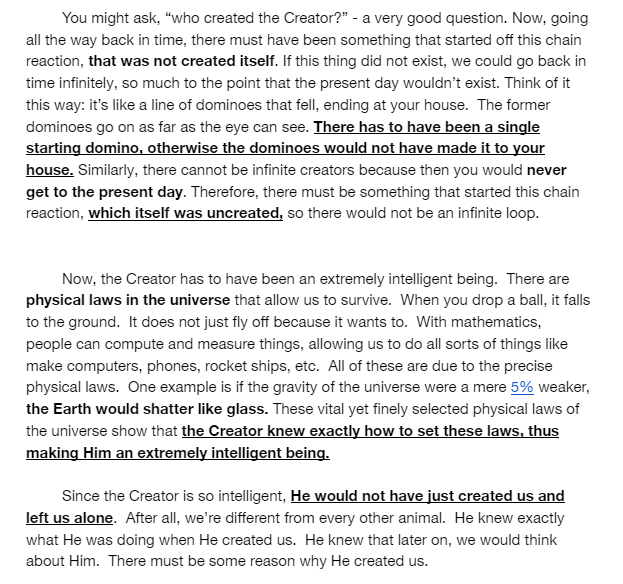 You might ask, “who created the Creator?” - a very good question. Now, going
all the way back in time, there must have been something that started off this chain
reaction, that was not created itself. If this thing did not exist, we could go back in
time infinitely, so much to the point that the present day wouldn’t exist. Think of it
this way: it’s like a line of dominoes that fell, ending at your house. The former
dominoes go on as far as the eye can see. There has to have been a single
starting domino, otherwise the dominoes would not have made it to your
house. Similarly, there cannot be infinite creators because then you would never
get to the present day. Therefore, there must be something that started this chain
reaction, which itself was uncreated, so there would not be an infinite loop.
Now, the Creator has to have been an extremely intelligent being. There are
physical laws in the universe that allow us to survive. When you drop a ball, it falls
to the ground. It does not just fly off because it wants to. With mathematics,
people can compute and measure things, allowing us to do all sorts of things like
make computers, phones, rocket ships, etc. All of these are due to the precise
physical laws. One example is if the gravity of the universe were a mere 5% weaker,
the Earth would shatter like glass. These vital yet finely selected physical laws of
the universe show that the Creator knew exactly how to set these laws, thus
making Him an extremely intelligent being.
Since the Creator is so intelligent, He would not have just created us and
left us alone. After all, we’re different from every other animal. He knew exactly
what He was doing when He created us. He knew that later on, we would think
about Him. There must be some reason why He created us.